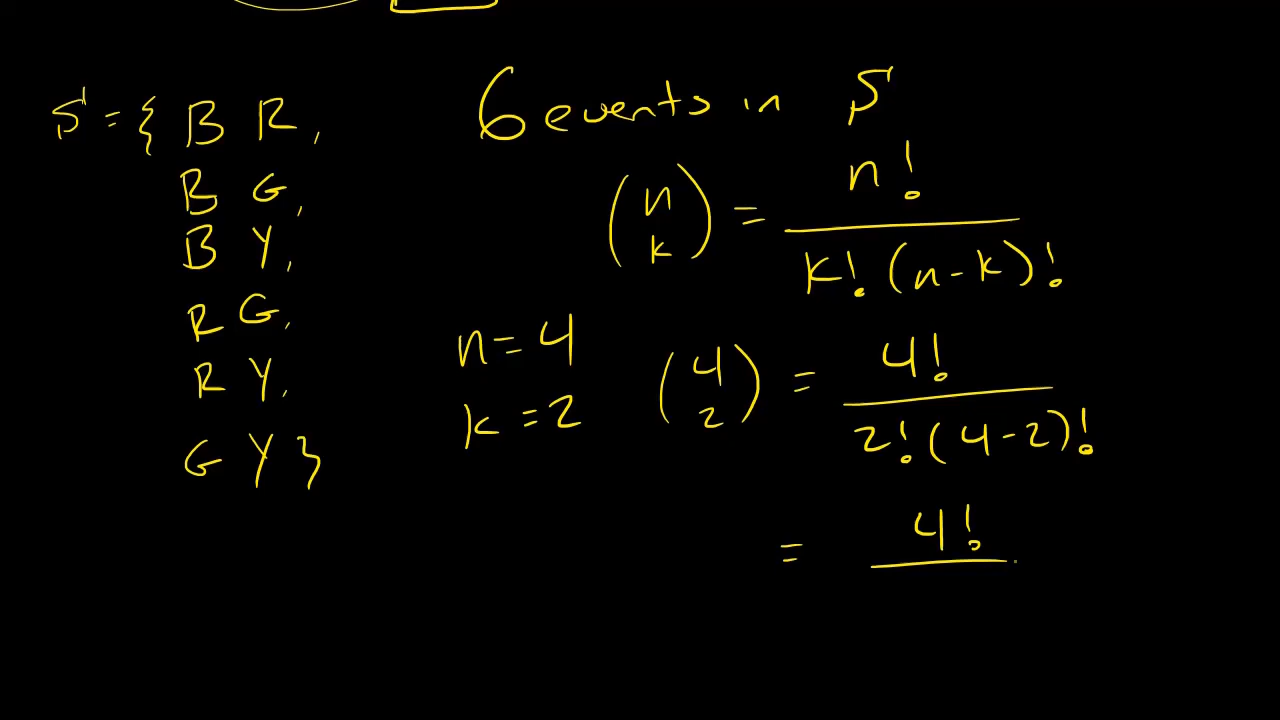 S = { B R,
B G,
B Y,
R G,
R Y,
G Y }
6 events in S
(n k) = n! / k! (n - k)!
n = 4
k = 2
(4 2) = 4! / 2! (4 - 2)!
= 4!